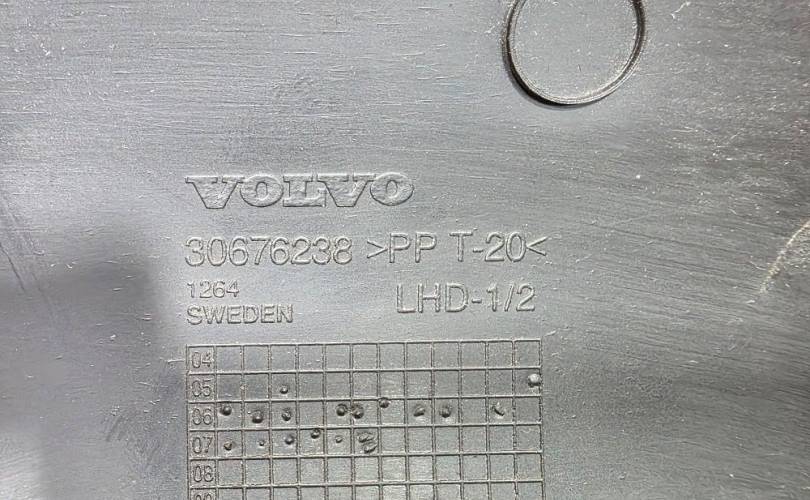 VOLVO
30676238 >PP T-20<
1264
SWEDEN
LHD-1/2
04
05
06
07
08